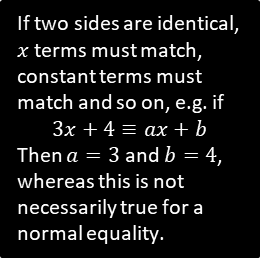 If two sides are identical,
x terms must match,
constant terms must
match and so on, e.g. if
3x + 4 ≡ ax + b
Then a = 3 and b = 4,
whereas this is not
necessarily true for a
normal equality.